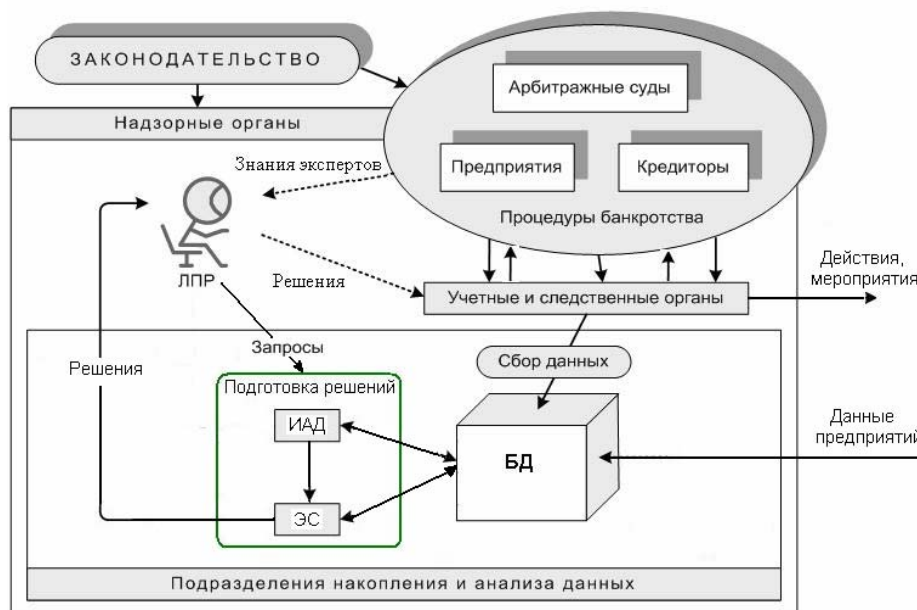 ЗАКОНОДАТЕЛЬСТВО
Арбитражные суды
Надзорные органы
Знания экспертов
Предприятия
Кредиторы
Процедуры банкротства
ЛПР
Решения
Учетные и следственные органы
Действия,
мероприятия
Запросы
Сбор данных
Решения
Подготовка решений
ИАД
Данные
предприятий
БД
ЭС
Подразделения накопления и анализа данных